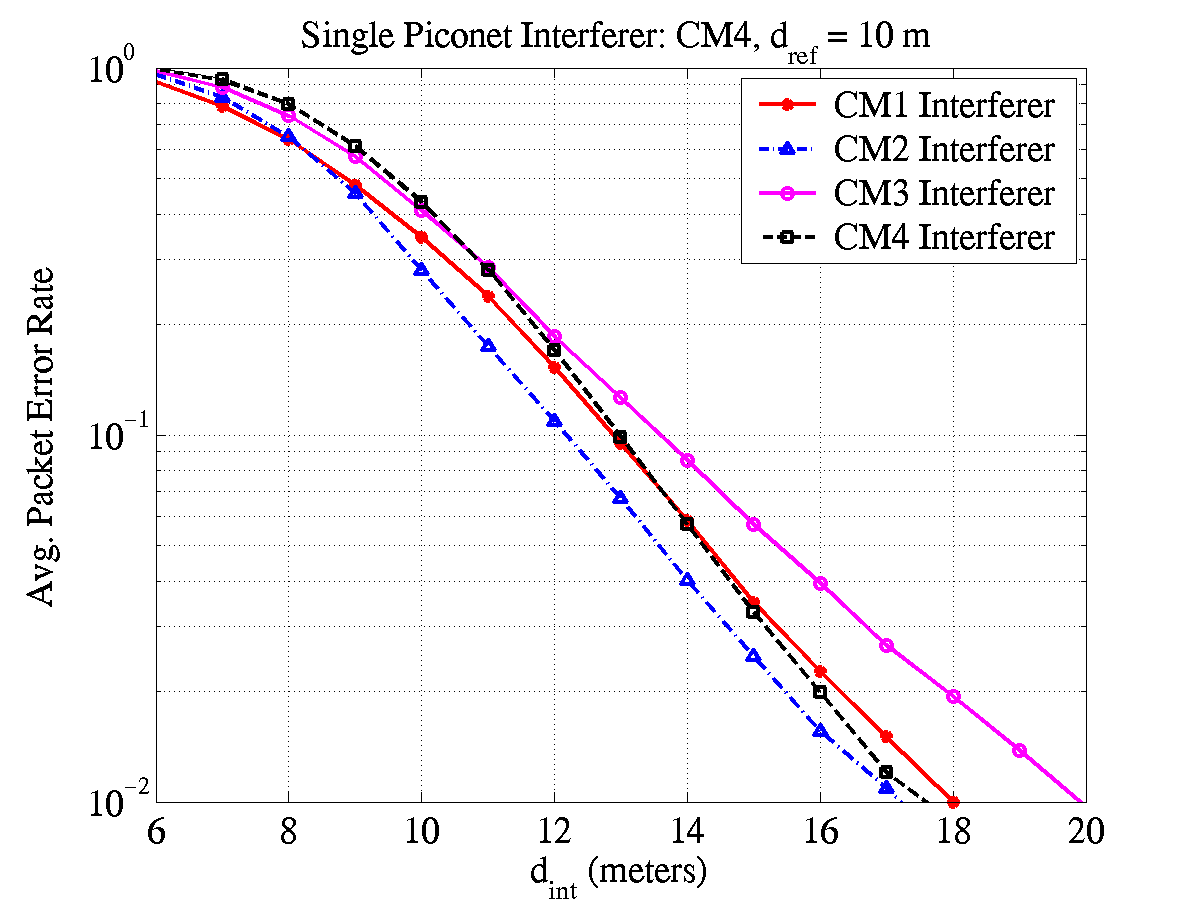 Single Piconet Interferer: CM4, d_ref = 10 m
10^0
CM1 Interferer
CM2 Interferer
CM3 Interferer
CM4 Interferer
Avg. Packet Error Rate
10^−1
10^−2
6 8 10 12 14 16 18 20
d_int (meters)